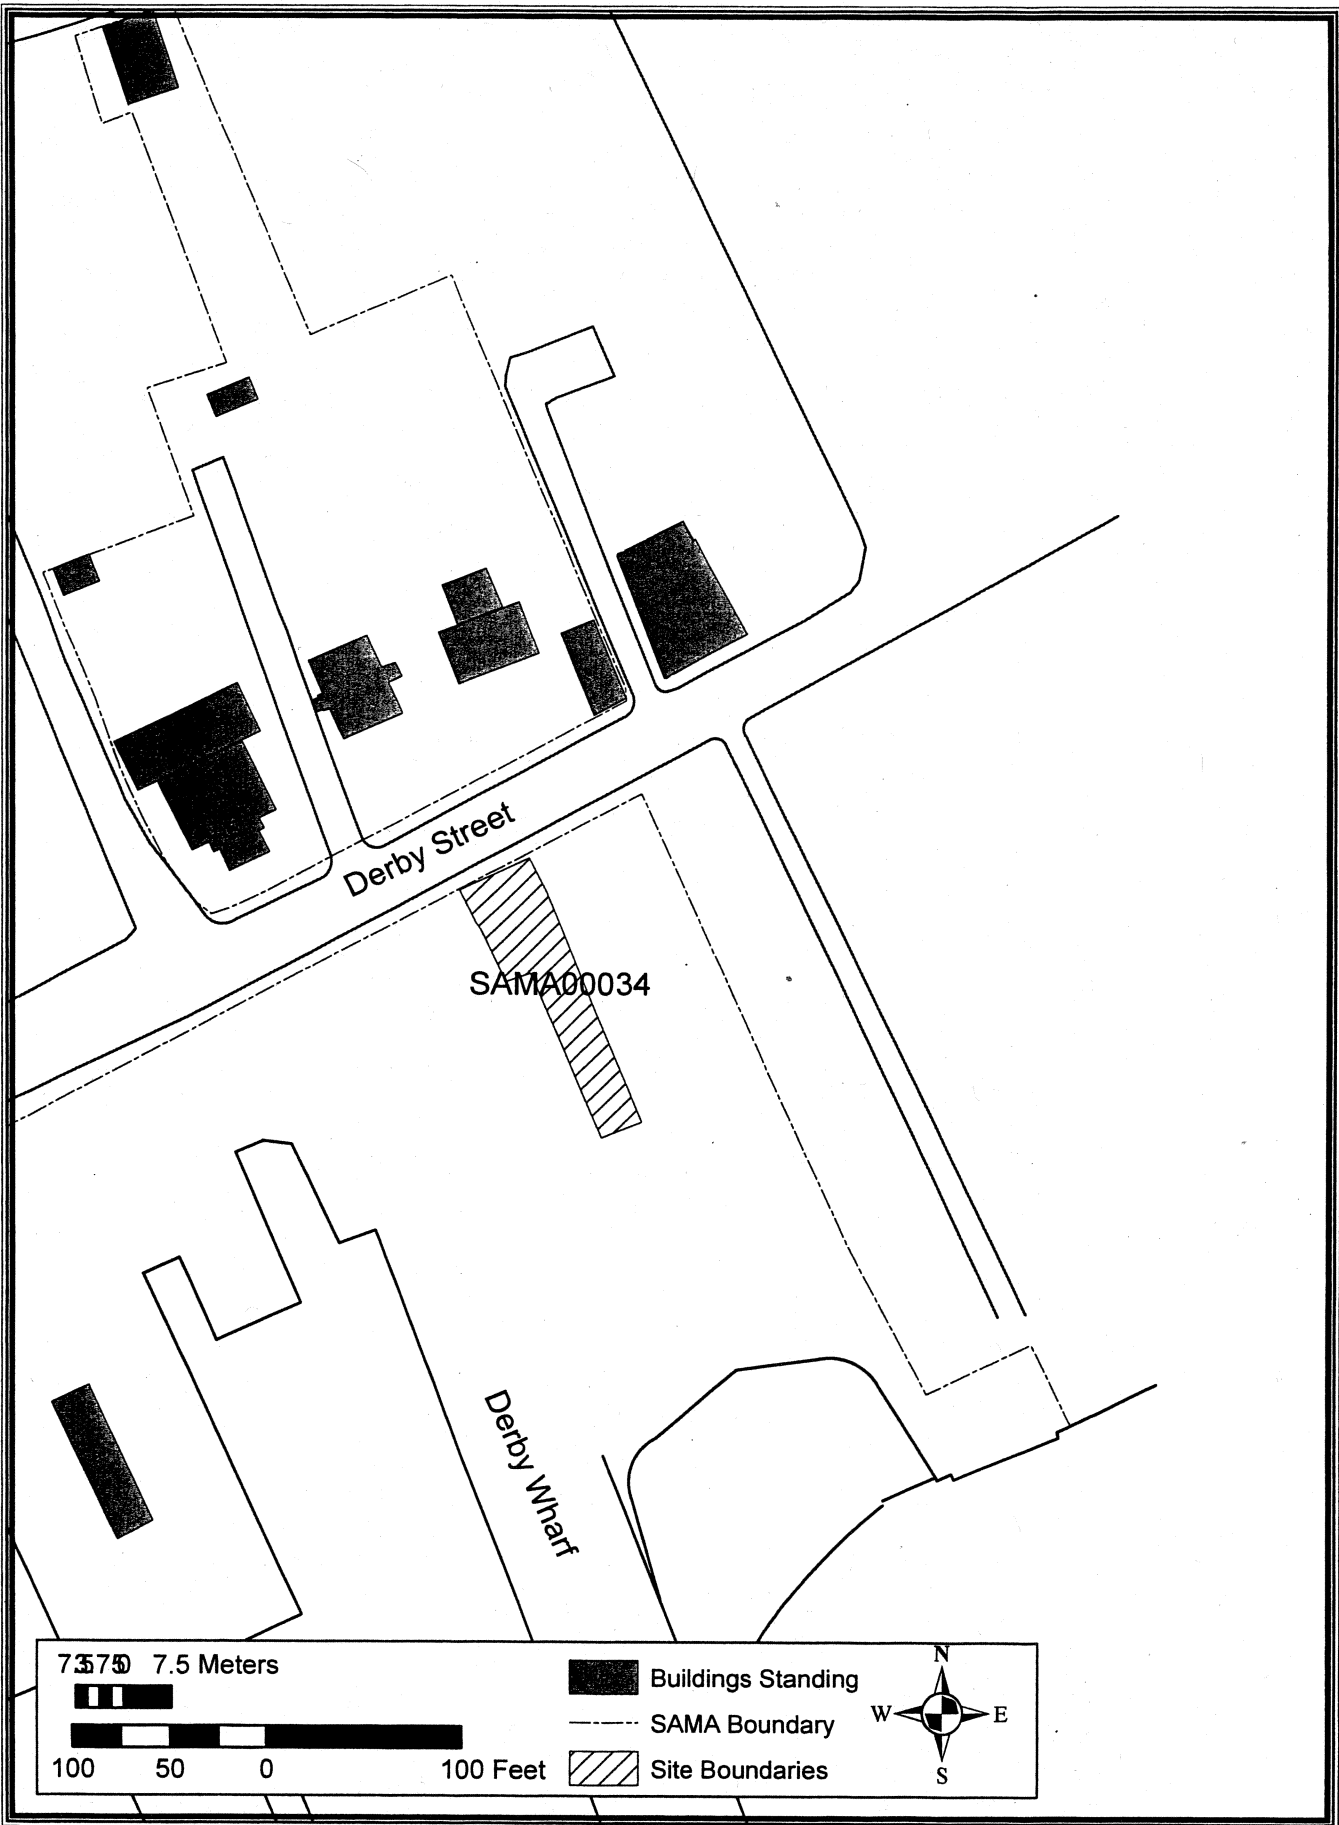 Derby Street
SAMA00034
Derby Wharf
7.5 Meters
100 50 0 100 Feet
Buildings Standing
SAMA Boundary
Site Boundaries
N
W E
S